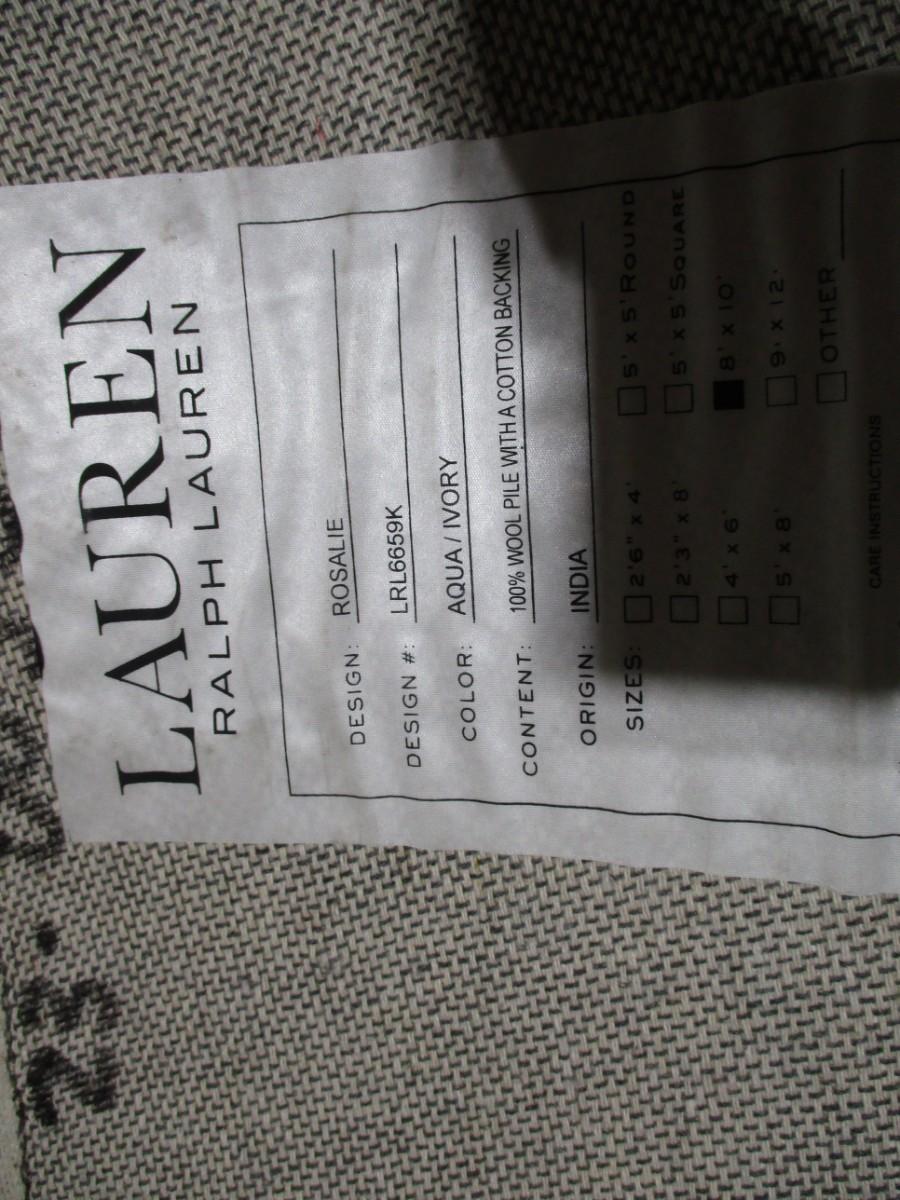 LAUREN
RALPH LAUREN
DESIGN: ROSALIE
DESIGN #: LRL6659K
COLOR: AQUA / IVORY
CONTENT: 100% WOOL PILE WITH A COTTON BACKING
ORIGIN: INDIA
SIZES: 2'6" x 4' 5' x 5' ROUND
2'3" x 8' 5' x 5' SQUARE
4' x 6' 8' x 10'
5' x 8' 9' x 12'
OTHER
CARE INSTRUCTIONS
23.